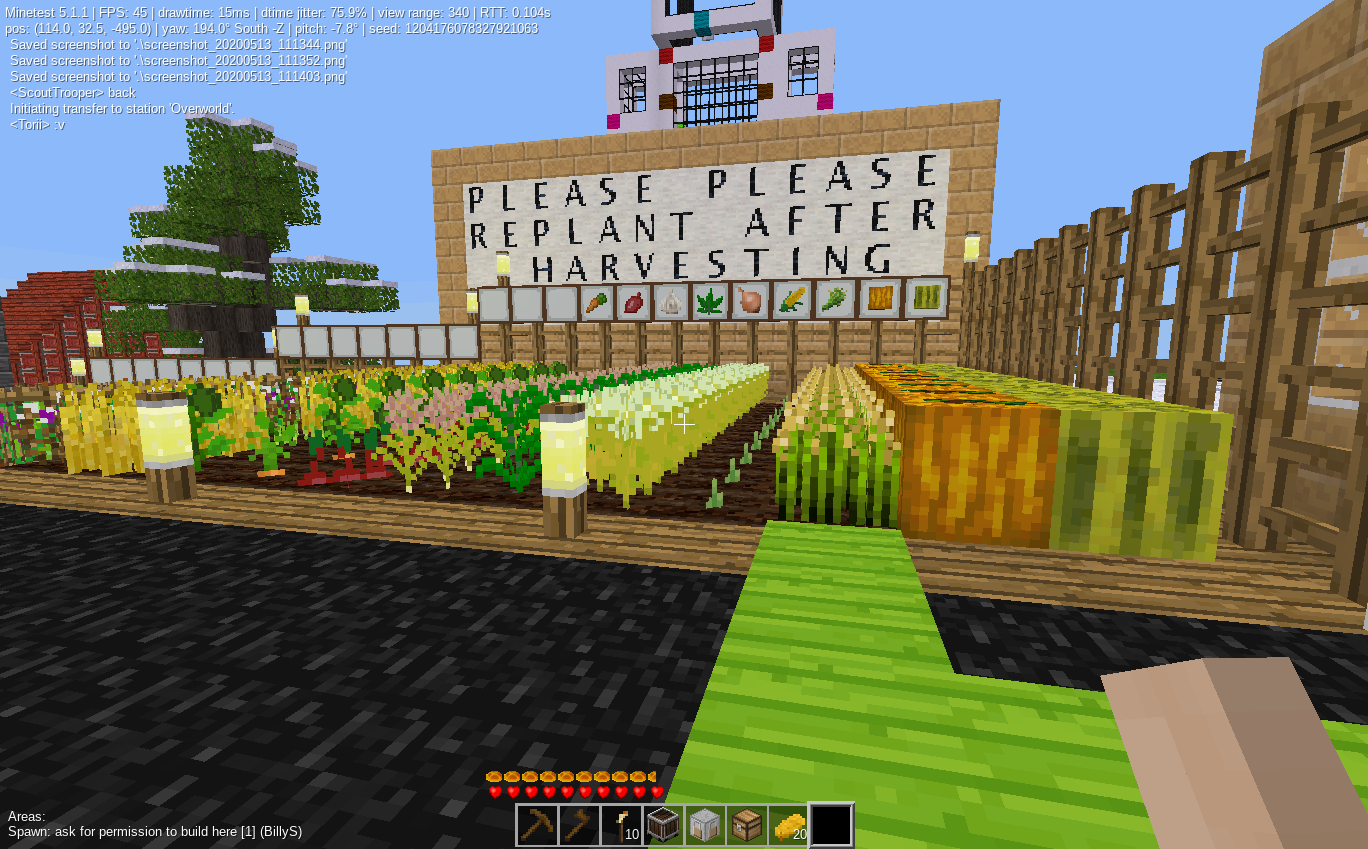 Minetest 5.1.1 | FPS: 45 | drawtime: 15ms | dtime jitter: 75.9% | view range: 340 | RTT: 0.104s
pos: (114.0, 32.5, -495.0) | yaw: 194.0° South -Z | pitch: -7.8° | seed: 1204176078327921063
Saved screenshot to '.\screenshot_20200513_111344.png'
Saved screenshot to '.\screenshot_20200513_111352.png'
Saved screenshot to '.\screenshot_20200513_111403.png'
<ScoutTrooper> back
Initiating transfer to station 'Overworld'.
<Torii> :v
PLEASE PLEASE
REPLANT AFTER
HARVESTING
10
20
Areas:
Spawn: ask for permission to build here [1] (BillyS)